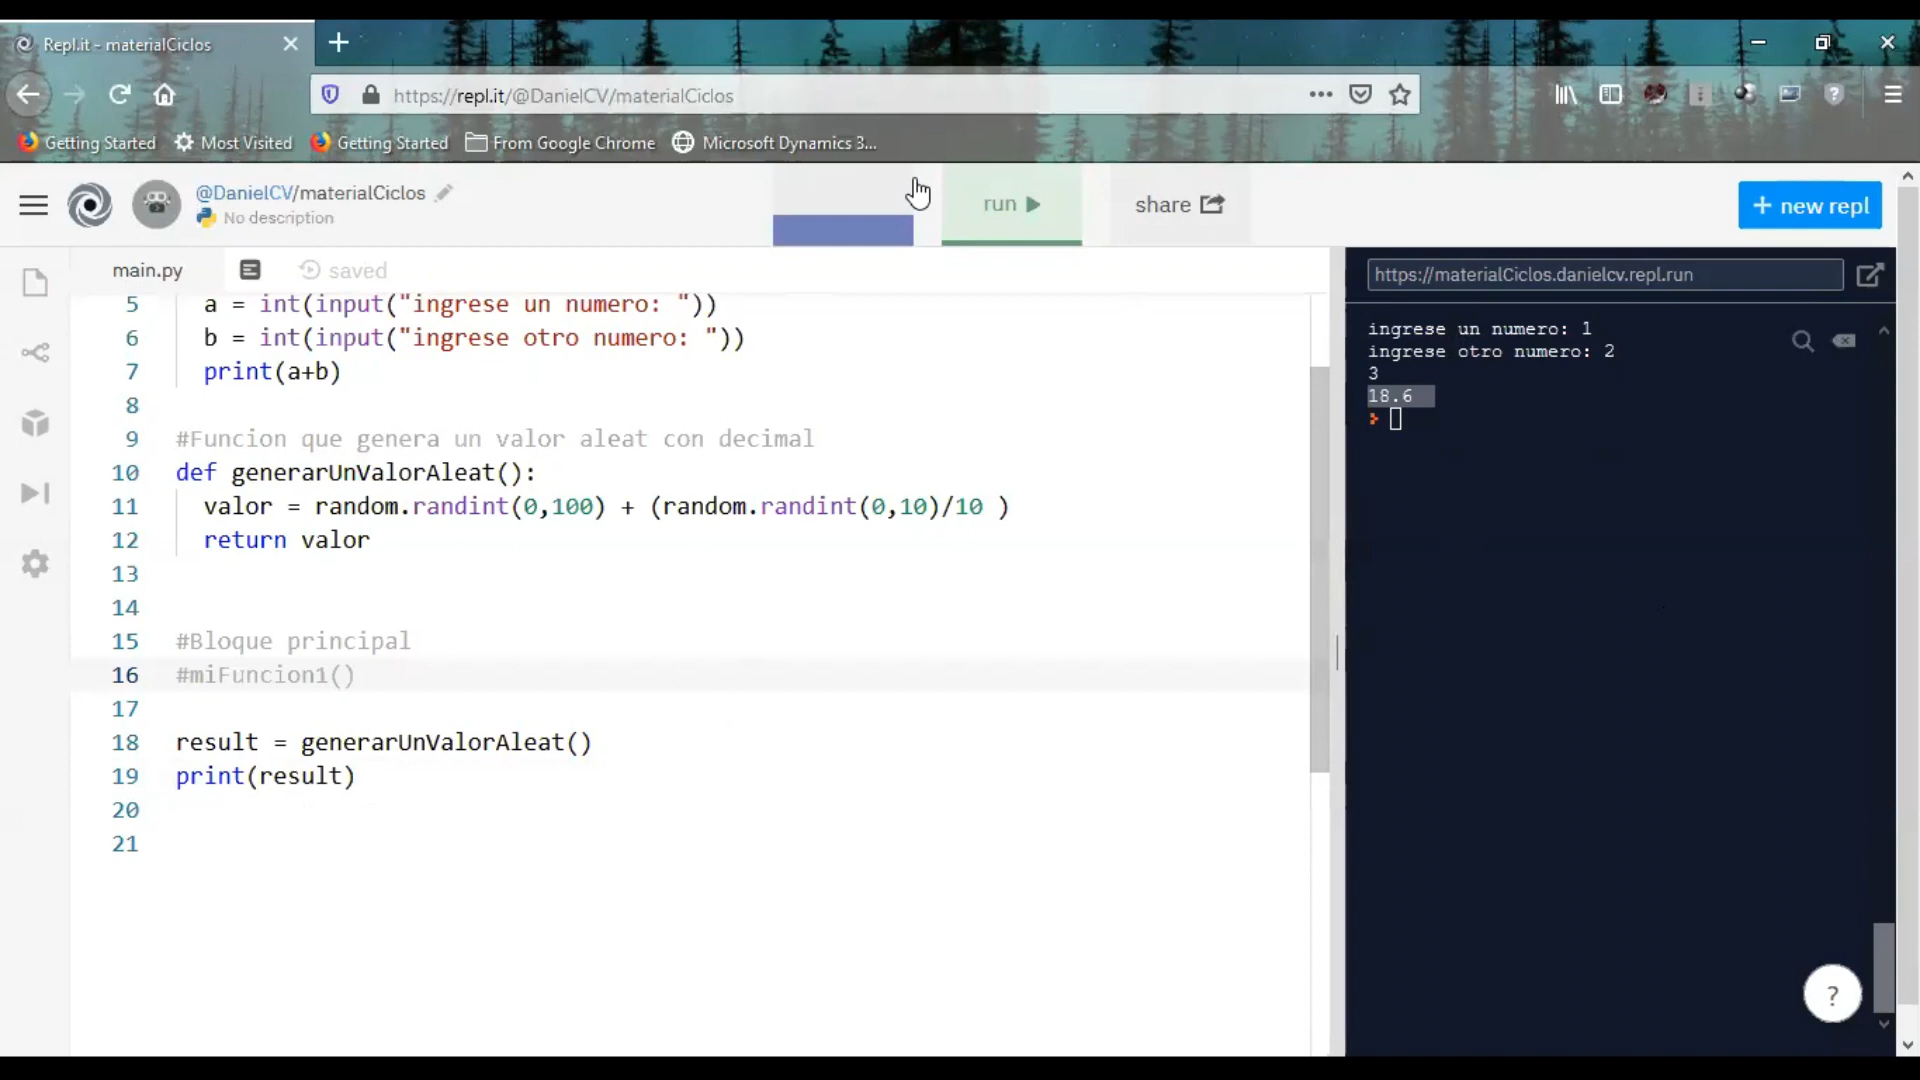 Repl.it - materialCiclos
https://repl.it/@DanielCV/materialCiclos
Getting Started Most Visited Getting Started From Google Chrome Microsoft Dynamics 3...
@DanielCV/materialCiclos
No description
run
share
+ new repl
main.py
saved
https://materialCiclos.danielcv.repl.run
5 a = int(input("ingrese un numero: "))
6 b = int(input("ingrese otro numero: "))
7 print(a+b)
8
9 #Funcion que genera un valor aleat con decimal
10 def generarUnValorAleat():
11 valor = random.randint(0,100) + (random.randint(0,10)/10 )
12 return valor
13
14
15 #Bloque principal
16 #miFuncion1()
17
18 result = generarUnValorAleat()
19 print(result)
20
21
ingrese un numero: 1
ingrese otro numero: 2
3
18.6
?